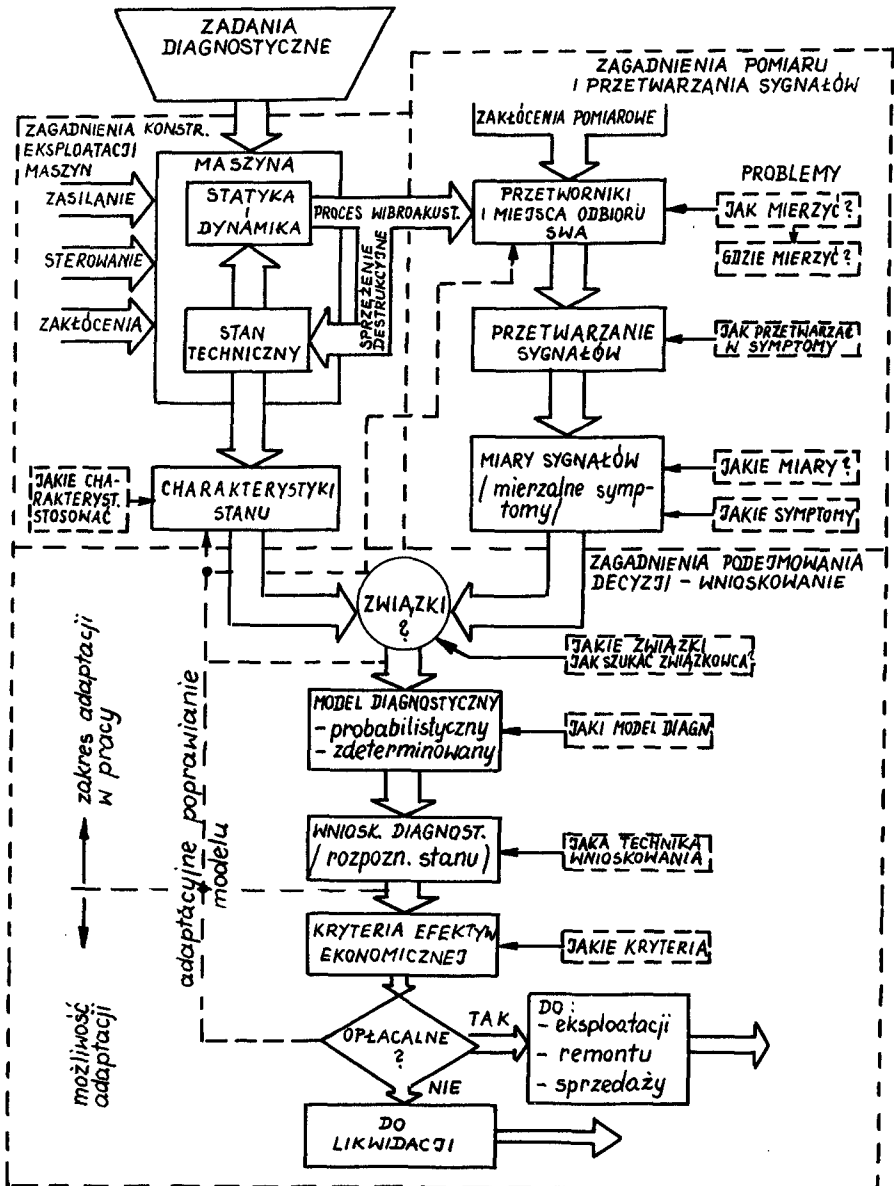 ZADANIA
DIAGNOSTYCZNE
ZAGADNIENIA POMIARU
I PRZETWARZANIA SYGNAŁÓW
ZAGADNIENIA KONSTR.
EKSPLOATACJI
MASZYN
ZASILANIE
STEROWANIE
ZAKŁÓCENIA
MASZYNA
STATYKA
I
DYNAMIKA
STAN
TECHNICZNY
PROCES WIBROAKUST.
SPRZĘŻENIE
DESTRUKCYJNE
ZAKŁÓCENIA POMIAROWE
PRZETWORNIKI
I MIEJSCA ODBIORU
SWA
PROBLEMY
JAK MIERZYĆ?
GDZIE MIERZYĆ?
PRZETWARZANIE
SYGNAŁÓW
JAK PRZETWARZAĆ
W SYMPTOMY
MIARY SYGNAŁÓW
/mierzalne symp-
tomy/
JAKIE MIARY?
JAKIE SYMPTOMY
JAKIE CHA-
RAKTERYST.
STOSOWAĆ
CHARAKTERYSTYKI
STANU
ZAGADNIENIA PODEJMOWANIA
DECYZJI - WNIOSKOWANIE
ZWIĄZKI
?
JAKIE ZWIĄZKI
JAK SZUKAĆ ZWIĄZKOWCA?
MODEL DIAGNOSTYCZNY
- probabilistyczny
- zdeterminowany
JAKI MODEL DIAGN.
WNIOSK. DIAGNOST.
/rozpozn. stanu)
JAKA TECHNIKA
WNIOSKOWANIA
KRYTERIA EFEKTYW
EKONOMICZNEJ
JAKIE KRYTERIA
OPŁACALNE
?
TAK
NIE
DO:
- eksploatacji
- remontu
- sprzedaży
DO
LIKWIDACJI
zakres adaptacji
w pracy
możliwość
adaptacji
adaptacyjne poprawianie
modelu